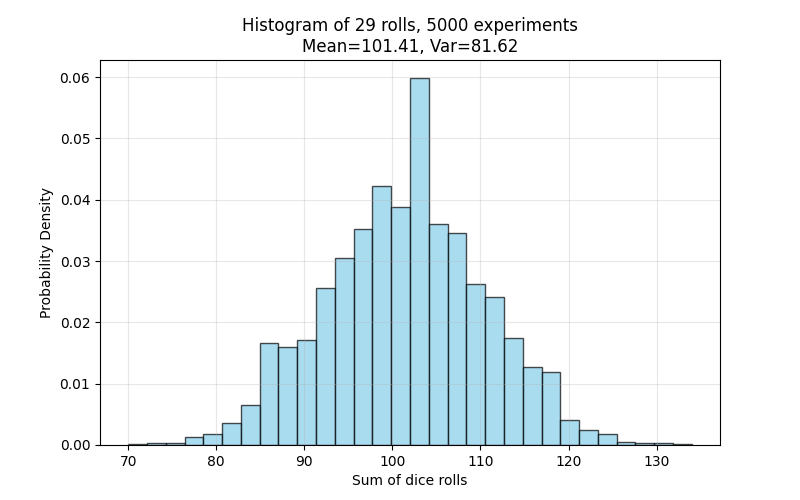 Histogram of 29 rolls, 5000 experiments
Mean=101.41, Var=81.62
Probability Density
0.06
0.05
0.04
0.03
0.02
0.01
0.00
70 80 90 100 110 120 130
Sum of dice rolls